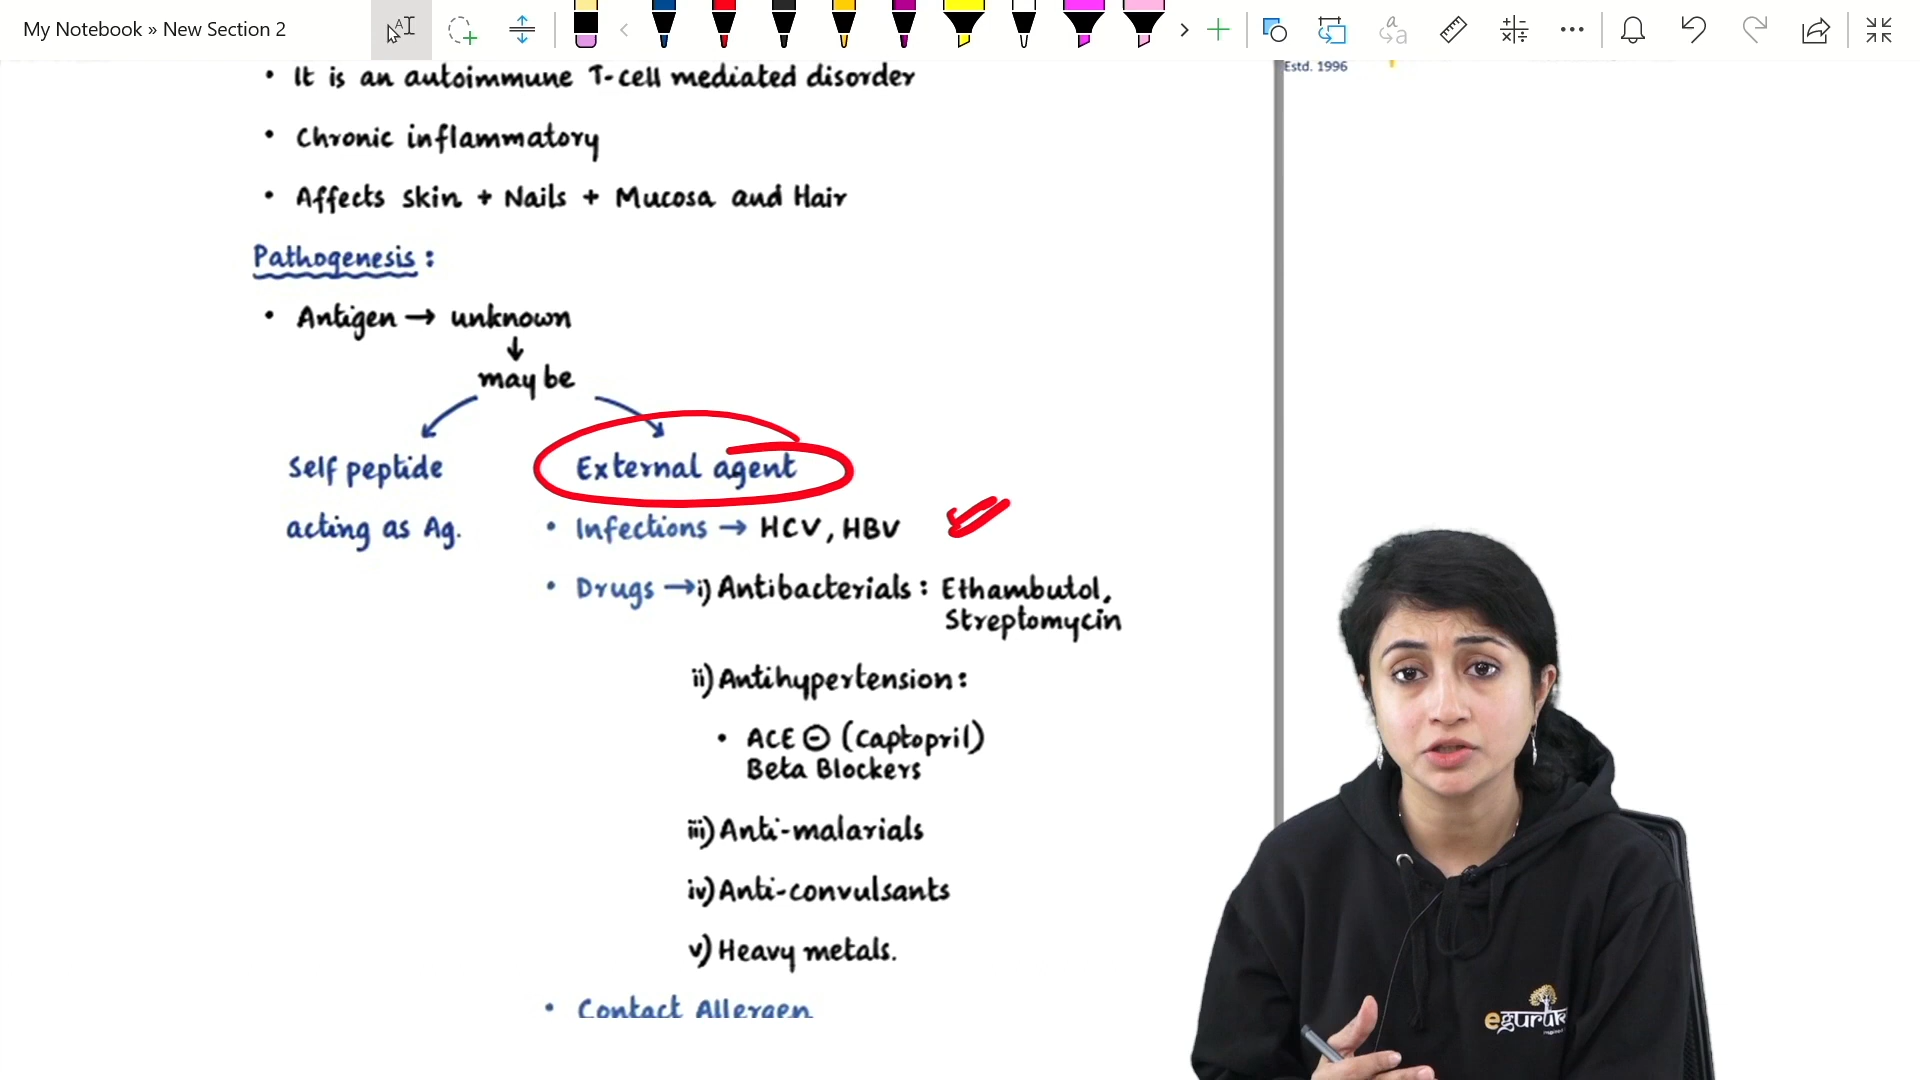 My Notebook » New Section 2
Estd. 1996
• It is an autoimmune T-cell mediated disorder
• Chronic inflammatory
• Affects skin + Nails + Mucosa and Hair
Pathogenesis :
• Antigen → unknown
↓
may be
Self peptide
acting as Ag.
External agent
• Infections → HCV, HBV
• Drugs → i) Antibacterials : Ethambutol,
Streptomycin
ii) Antihypertension :
• ACE ⊖ (Captopril)
Beta Blockers
iii) Anti-malarials
iv) Anti-convulsants
v) Heavy metals.
• Contact Allergen